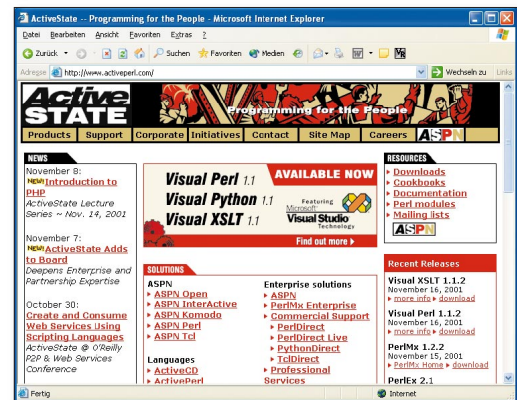 ActiveState -- Programming for the People - Microsoft Internet Explorer
Datei Bearbeiten Ansicht Favoriten Extras ?
Zurück Suchen Favoriten Medien
Adresse http://www.activeperl.com/ Wechseln zu Links
Active STATE
Programming for the People
Products Support Corporate Initiatives Contact Site Map Careers ASPN
NEWS
November 8:
NEW! Introduction to
PHP
ActiveState Lecture
Series ~ Nov. 14, 2001
November 7:
NEW! ActiveState Adds
to Board
Deepens Enterprise and
Partnership Expertise
October 30:
Create and Consume
Web Services Using
Scripting Languages
ActiveState @ O'Reilly
P2P & Web Services
Conference
AVAILABLE NOW
Visual Perl 1.1
Visual Python 1.1
Visual XSLT 1.1
Featuring
Microsoft
Visual Studio
Technology
Find out more
SOLUTIONS
ASPN
ASPN Open
ASPN InterActive
ASPN Komodo
ASPN Perl
ASPN Tcl
Languages
ActiveCD
ActivePerl
Enterprise solutions
ASPN
PerlMx Enterprise
Commercial Support
PerlDirect
PerlDirect Live
PythonDirect
TclDirect
Professional
Services
RESOURCES
Downloads
Cookbooks
Documentation
Perl modules
Mailing lists
ASPN
Recent Releases
Visual XSLT 1.1.2
November 16, 2001
more info download
Visual Perl 1.1.2
November 16, 2001
more info download
PerlMx 1.2.2
November 15, 2001
PerlMx Home download
PerlEx 2.1
Fertig Internet